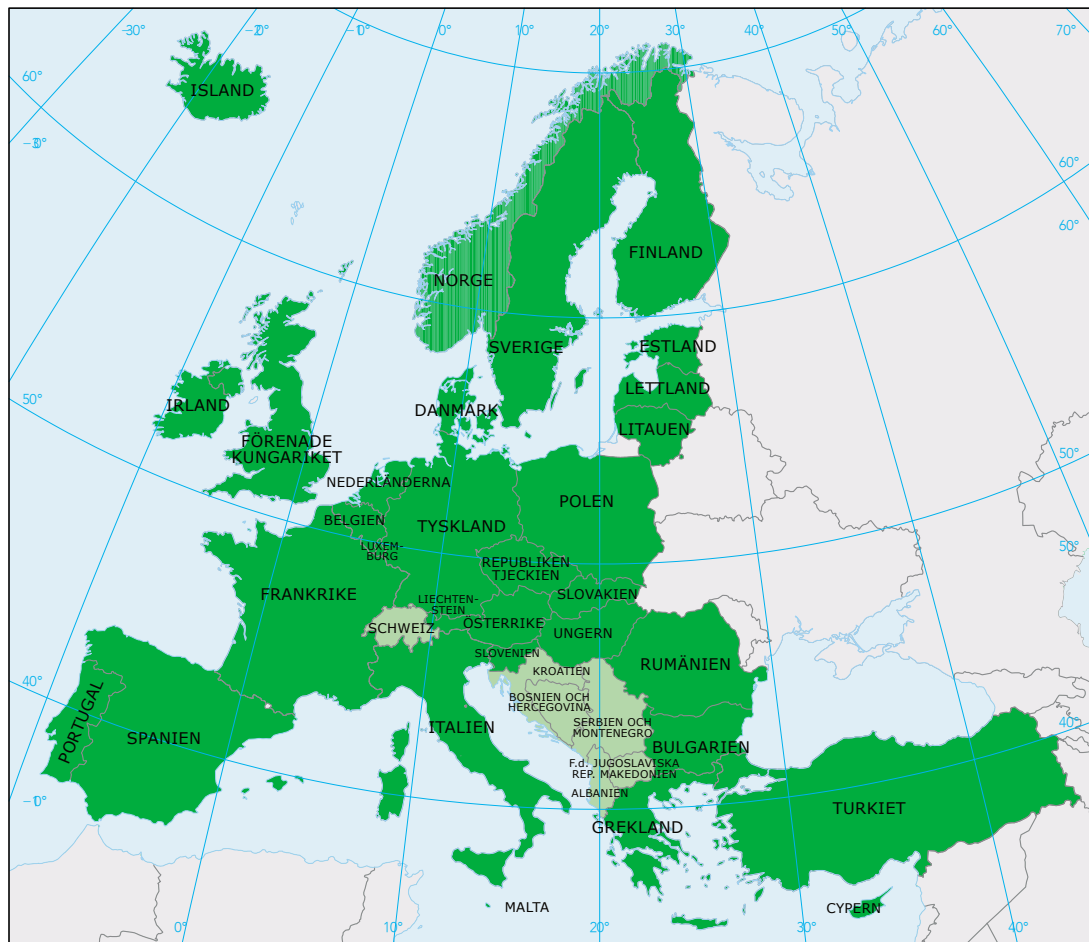 30°
-20°
-10°
0°
10°
20°
30°
40°
50°
60°
70°
60°
ISLAND
-30°
60°
60°
NORGE
FINLAND
SVERIGE
ESTLAND
LETTLAND
LITAUEN
50°
IRLAND
DANMARK
FÖRENADE
KUNGARIKET
50°
NEDERLÄNDERNA
POLEN
BELGIEN
TYSKLAND
LUXEM-
BURG
50°
REPUBLIKEN
TJECKIEN
FRANKRIKE
LIECHTEN-
STEIN
SLOVAKIEN
SCHWEIZ
ÖSTERRIKE
UNGERN
SLOVENIEN
RUMÄNIEN
KROATIEN
40°
BOSNIEN OCH
HERCEGOVINA
PORTUGAL
SPANIEN
ITALIEN
SERBIEN OCH
MONTENEGRO
40°
BULGARIEN
40°
F.d. JUGOSLAVISKA
REP. MAKEDONIEN
ALBANIEN
-0°
TURKIET
GREKLAND
MALTA
CYPERN
0°
10°
20°
30°
40°